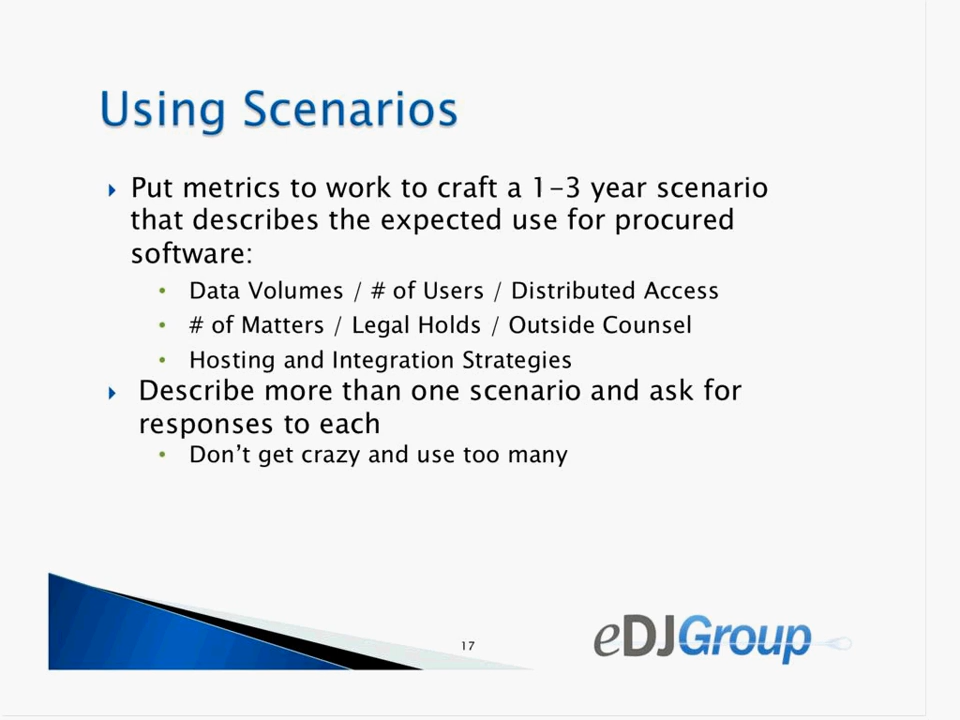 Using Scenarios
Put metrics to work to craft a 1-3 year scenario
that describes the expected use for procured
software:
• Data Volumes / # of Users / Distributed Access
• # of Matters / Legal Holds / Outside Counsel
• Hosting and Integration Strategies
Describe more than one scenario and ask for
responses to each
• Don’t get crazy and use too many
17
eDJGroup